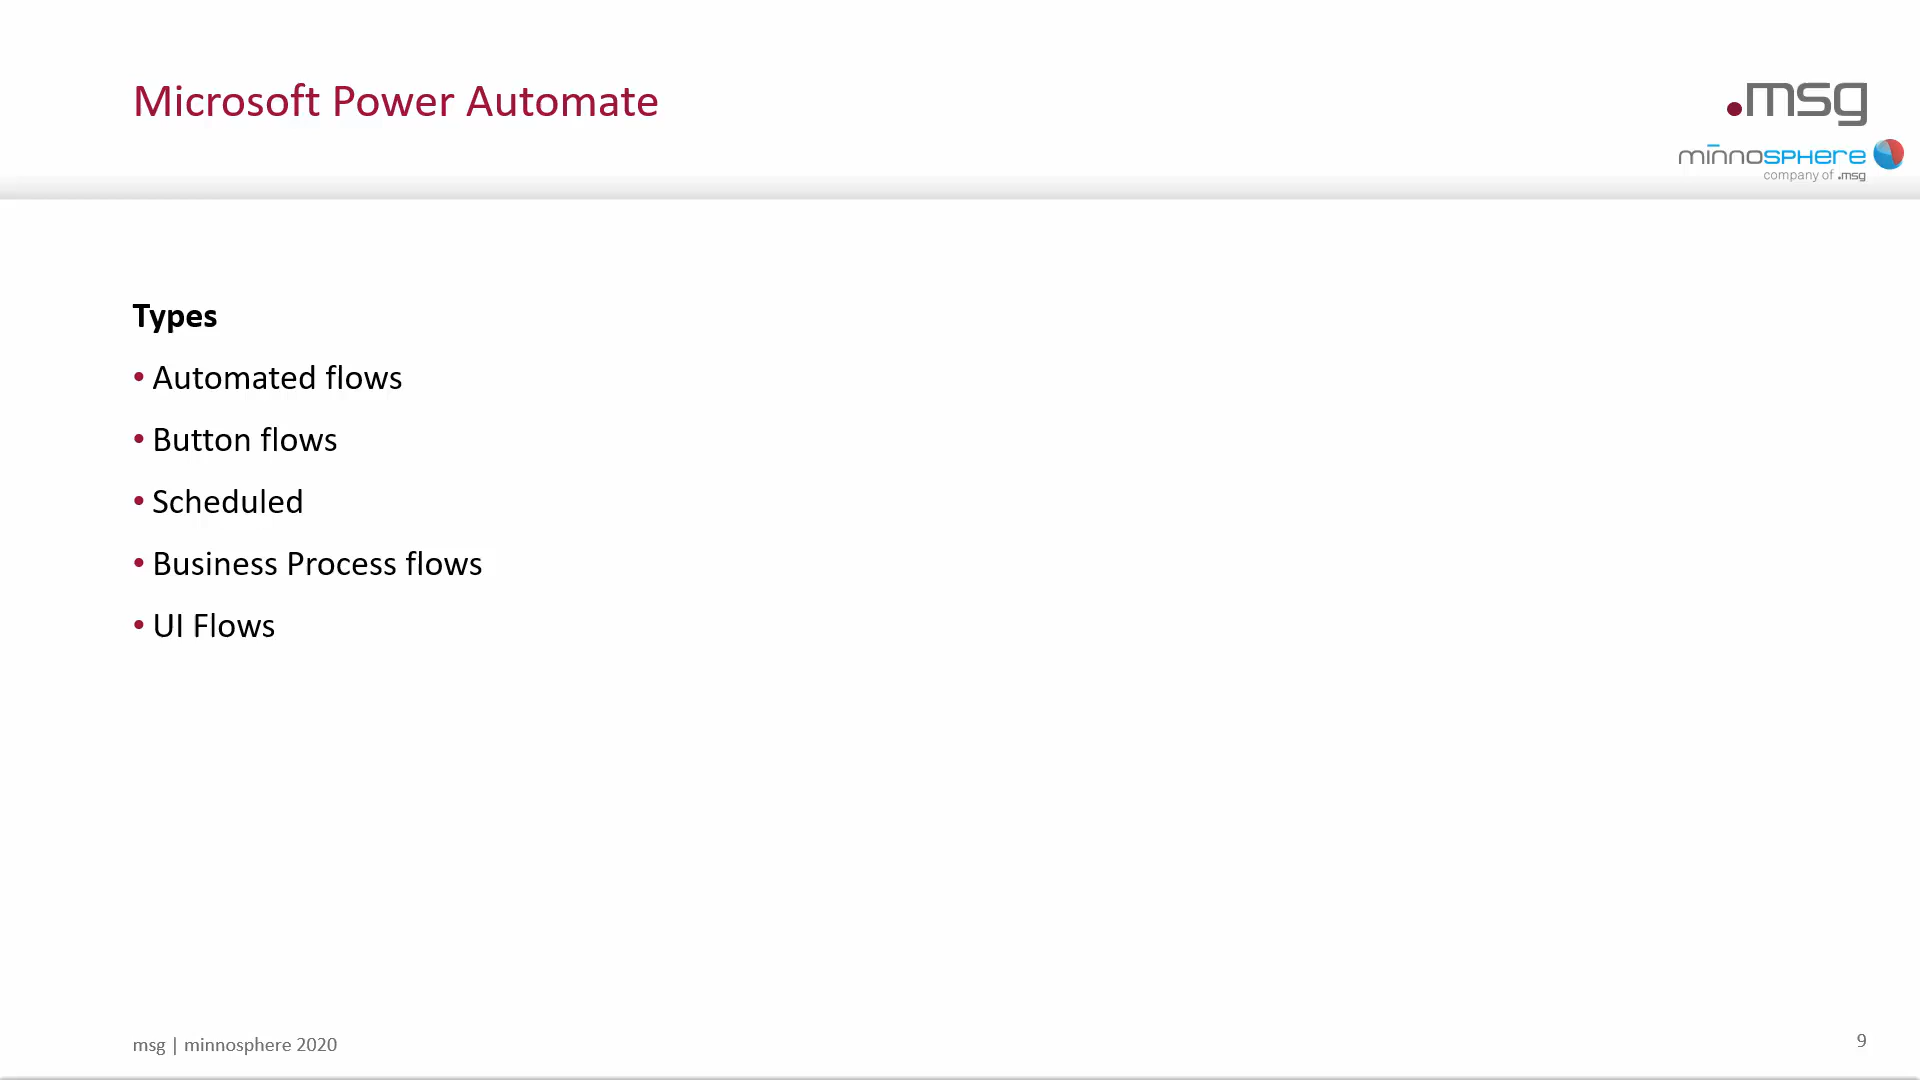 Microsoft Power Automate
.msg
minnosphere
company of .msg
Types
• Automated flows
• Button flows
• Scheduled
• Business Process flows
• UI Flows
msg | minnosphere 2020
9